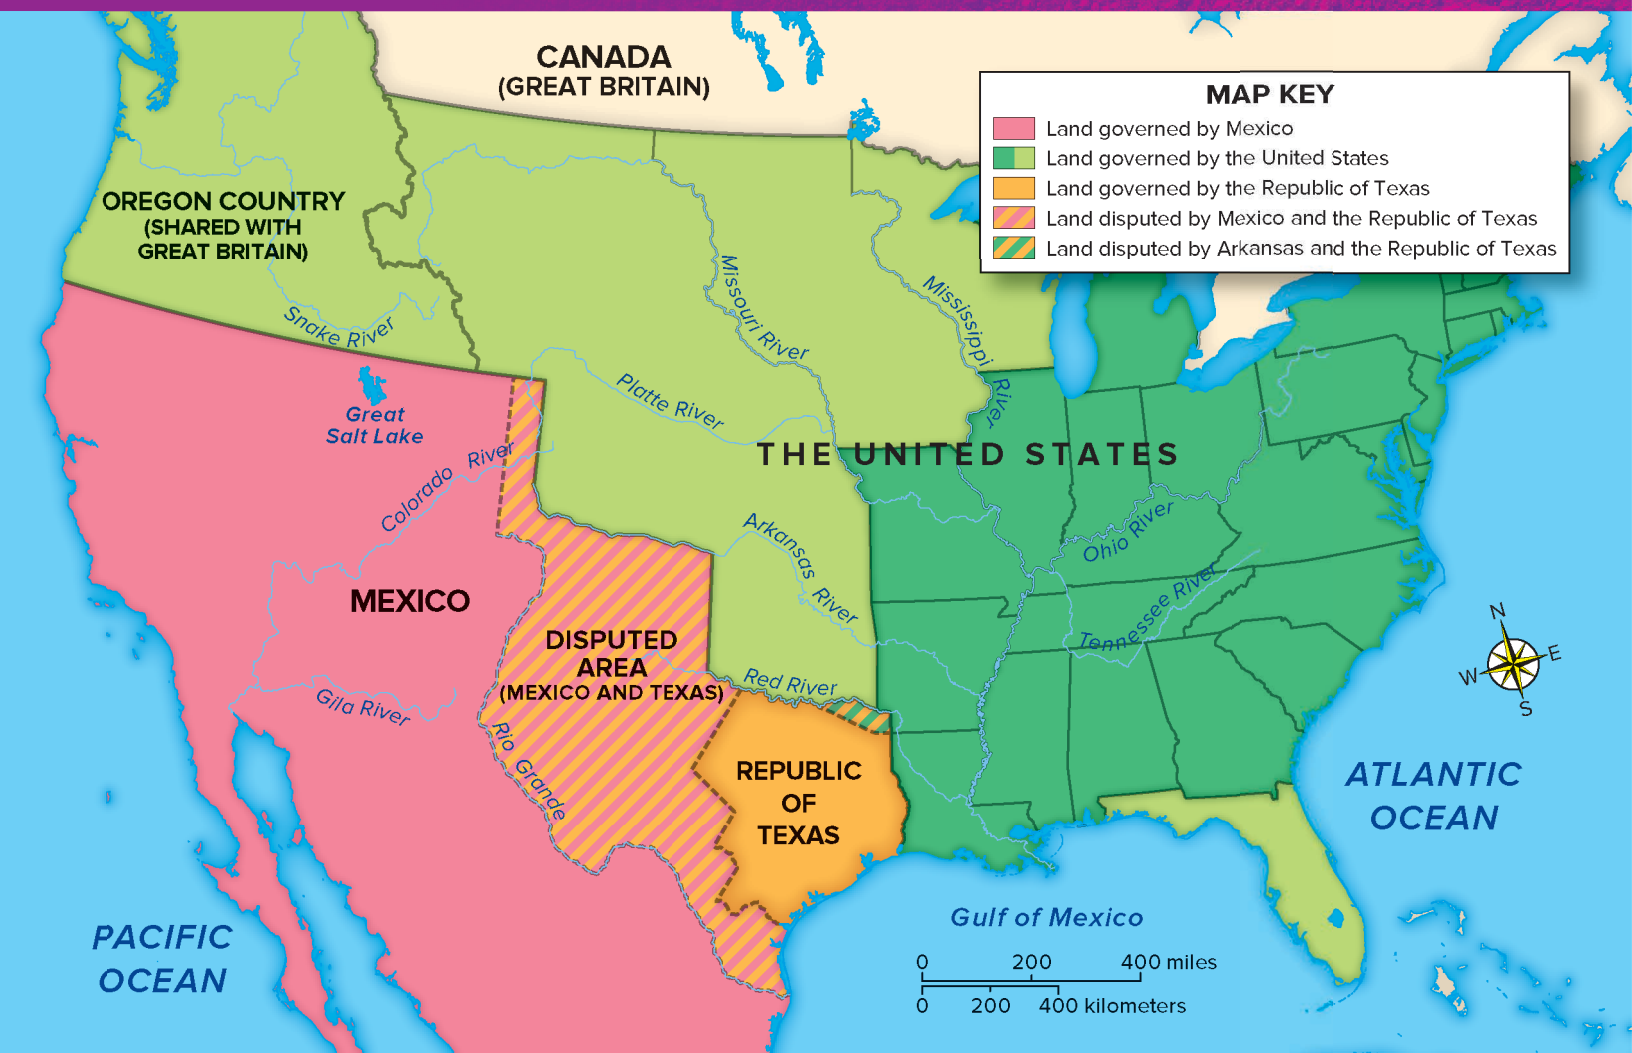 CANADA
(GREAT BRITAIN)
MAP KEY
Land governed by Mexico
Land governed by the United States
Land governed by the Republic of Texas
Land disputed by Mexico and the Republic of Texas
Land disputed by Arkansas and the Republic of Texas
OREGON COUNTRY
(SHARED WITH
GREAT BRITAIN)
Snake River
Missouri River
Mississippi River
Great
Salt Lake
Platte River
Colorado River
THE UNITED STATES
Arkansas River
Ohio River
Tennessee River
MEXICO
DISPUTED
AREA
(MEXICO AND TEXAS)
Red River
Gila River
Rio Grande
REPUBLIC
OF
TEXAS
N
E
W
S
ATLANTIC
OCEAN
PACIFIC
OCEAN
Gulf of Mexico
0 200 400 miles
0 200 400 kilometers